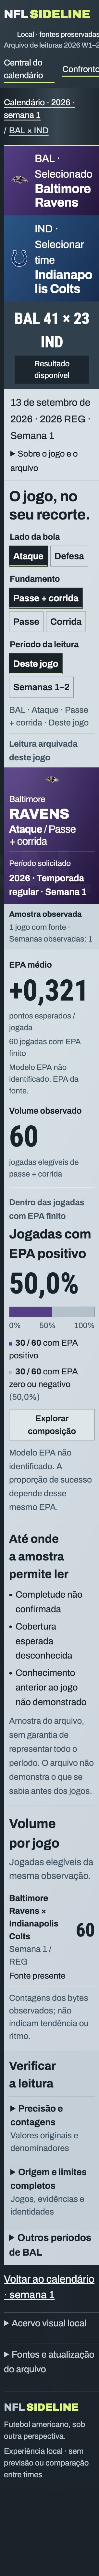 NFL SIDELINE
Local · fontes preservadas
Arquivo de leituras 2026 W1–2
Central do
calendário
Confronto
Calendário · 2026 ·
semana 1
/ BAL × IND
BAL ·
Selecionado
Baltimore
Ravens
IND ·
Selecionar
time
Indianapo
lis Colts
BAL 41 × 23
IND
Resultado
disponível
13 de setembro de
2026 · 2026 REG ·
Semana 1
▶ Sobre o jogo e o
arquivo
O jogo, no
seu recorte.
Lado da bola
Ataque
Defesa
Fundamento
Passe + corrida
Passe
Corrida
Período da leitura
Deste jogo
Semanas 1–2
BAL · Ataque · Passe
+ corrida · Deste jogo
Leitura arquivada
deste jogo
Baltimore
RAVENS
Ataque / Passe
+ corrida
Período solicitado
2026 · Temporada
regular · Semana 1
Amostra observada
1 jogo com fonte ·
Semanas observadas: 1
EPA médio
+0,321
pontos esperados /
jogada
60 jogadas com EPA
finito
Modelo EPA não
identificado. EPA da
fonte.
Volume observado
60
jogadas elegíveis de
passe + corrida
Dentro das jogadas
com EPA finito
Jogadas com
EPA positivo
50,0%
0% 50% 100%
30 / 60 com EPA
positivo
30 / 60 com EPA
zero ou negativo
(50,0%)
Explorar
composição
Modelo EPA não
identificado. A
proporção de sucesso
depende desse
mesmo EPA.
Até onde
a amostra
permite ler
• Completude não
confirmada
• Cobertura
esperada
desconhecida
• Conhecimento
anterior ao jogo
não demonstrado
Amostra do arquivo,
sem garantia de
representar todo o
período. O arquivo não
demonstra o que se
sabia antes dos jogos.
Volume
por jogo
Jogadas elegíveis da
mesma observação.
Baltimore
Ravens ×
Indianapolis
Colts
60
Semana 1 /
REG
Fonte presente
Contagens dos bytes
observados; não
indicam tendência ou
ritmo.
Verificar
a leitura
▶ Precisão e
contagens
Valores originais e
denominadores
▶ Origem e limites
completos
Jogos, evidências e
identidades
▶ Outros períodos
de BAL
Voltar ao calendário
· semana 1
▶ Acervo visual local
▶ Fontes e atualização
do arquivo
NFL SIDELINE
Futebol americano, sob
outra perspectiva.
Experiência local · sem
previsão ou comparação
entre times